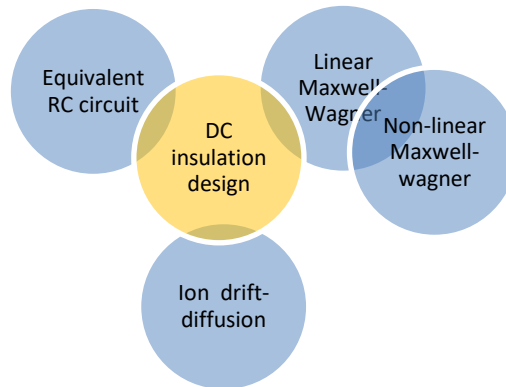 Equivalent
RC circuit
DC
insulation
design
Linear
Maxwell-
Wagner
Non-linear
Maxwell-
wagner
Ion drift-
diffusion